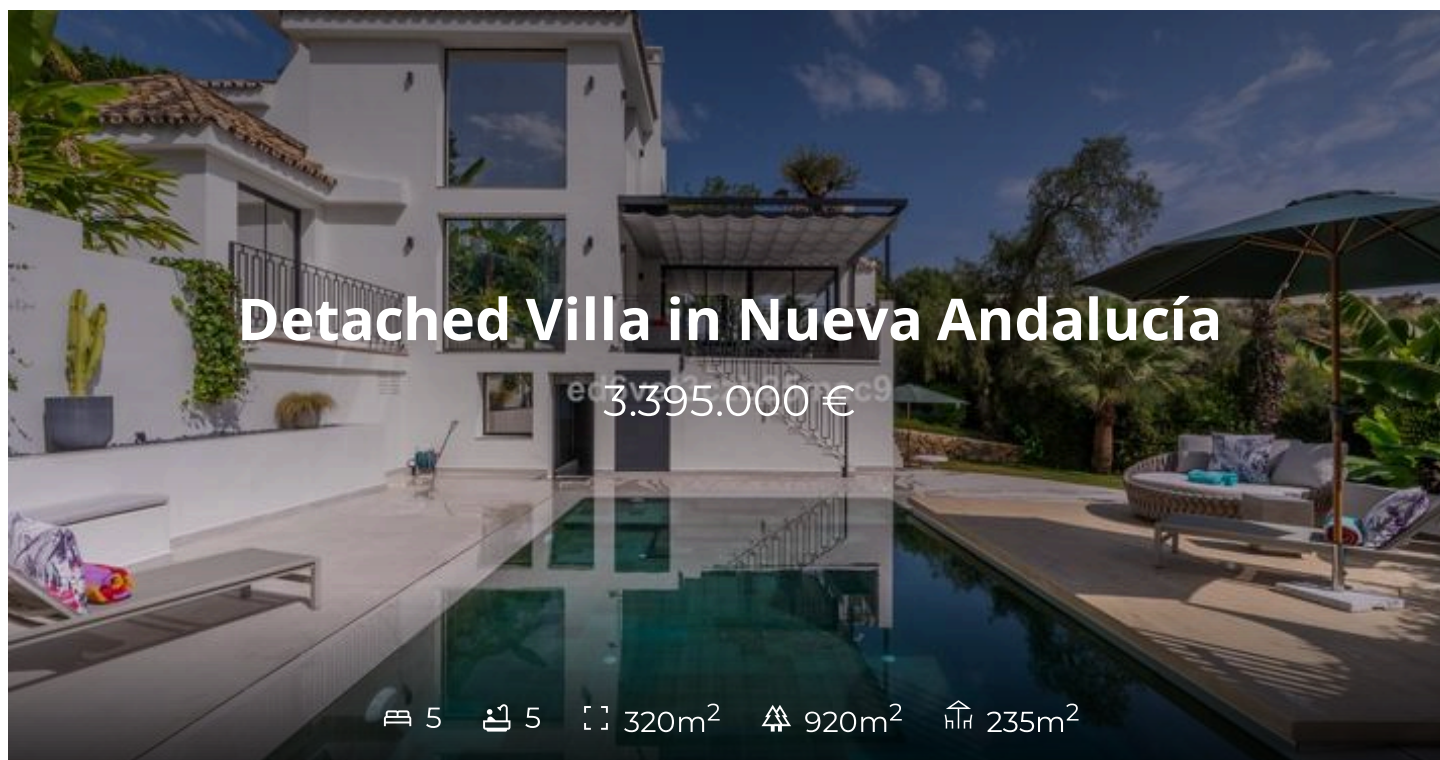 Detached Villa in Nueva Andalucía
3.395.000 €
5 5 320m² 920m² 235m²